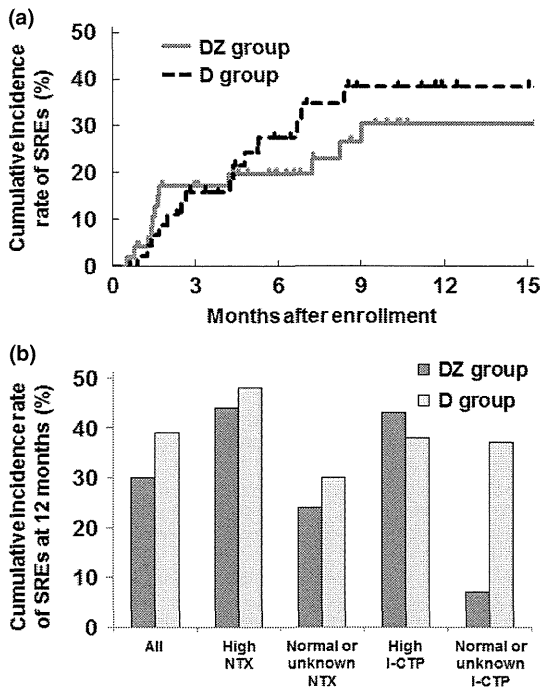 (a)
Cumulative incidence
rate of SREs (%)
50
40
30
20
10
0
DZ group
D group
0 3 6 9 12 15
Months after enrollment
(b)
Cumulative incidence rate
of SREs at 12 months (%)
50
40
30
20
10
0
DZ group
D group
All
High
NTX
Normal or
unknown
NTX
High
I-CTP
Normal or
unknown
I-CTP